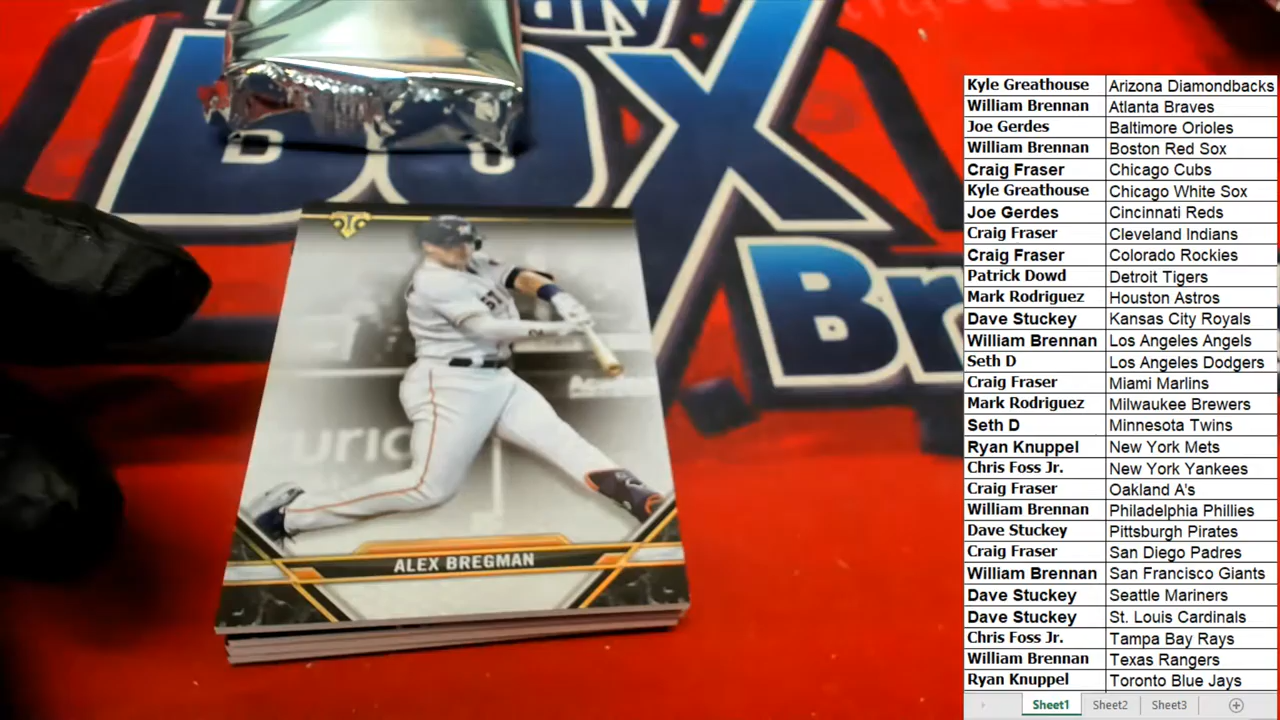 BOX
Br
51
2
uric
ALEX BREGMAN
Kyle Greathouse Arizona Diamondbacks
William Brennan Atlanta Braves
Joe Gerdes Baltimore Orioles
William Brennan Boston Red Sox
Craig Fraser Chicago Cubs
Kyle Greathouse Chicago White Sox
Joe Gerdes Cincinnati Reds
Craig Fraser Cleveland Indians
Craig Fraser Colorado Rockies
Patrick Dowd Detroit Tigers
Mark Rodriguez Houston Astros
Dave Stuckey Kansas City Royals
William Brennan Los Angeles Angels
Seth D Los Angeles Dodgers
Craig Fraser Miami Marlins
Mark Rodriguez Milwaukee Brewers
Seth D Minnesota Twins
Ryan Knuppel New York Mets
Chris Foss Jr. New York Yankees
Craig Fraser Oakland A's
William Brennan Philadelphia Phillies
Dave Stuckey Pittsburgh Pirates
Craig Fraser San Diego Padres
William Brennan San Francisco Giants
Dave Stuckey Seattle Mariners
Dave Stuckey St. Louis Cardinals
Chris Foss Jr. Tampa Bay Rays
William Brennan Texas Rangers
Ryan Knuppel Toronto Blue Jays
Sheet1 Sheet2 Sheet3